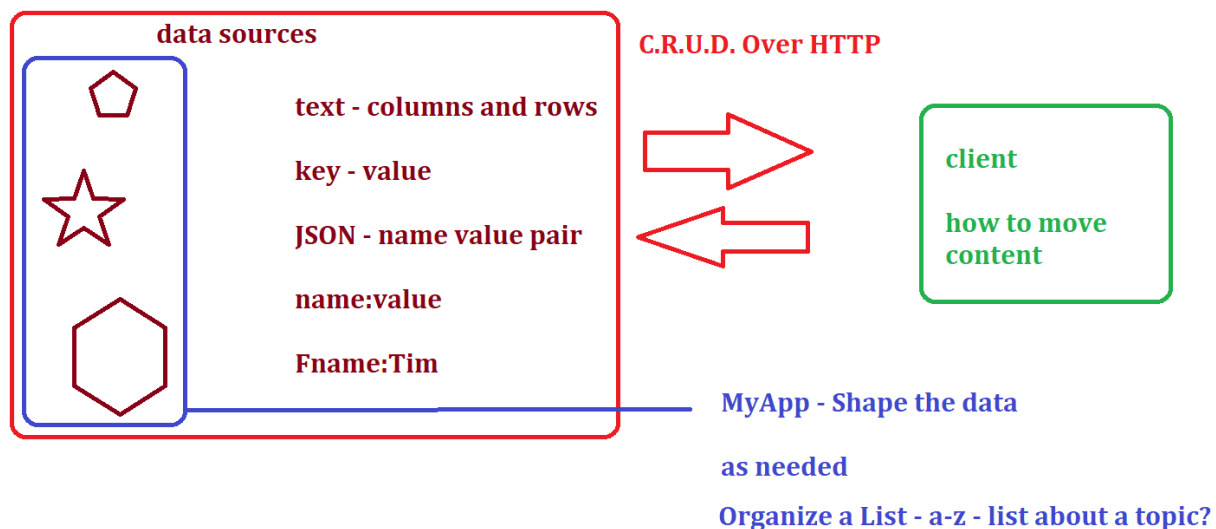 data sources
C.R.U.D. Over HTTP
text - columns and rows
key - value
JSON - name value pair
name:value
Fname:Tim
client
how to move
content
MyApp - Shape the data
as needed
Organize a List - a-z - list about a topic?